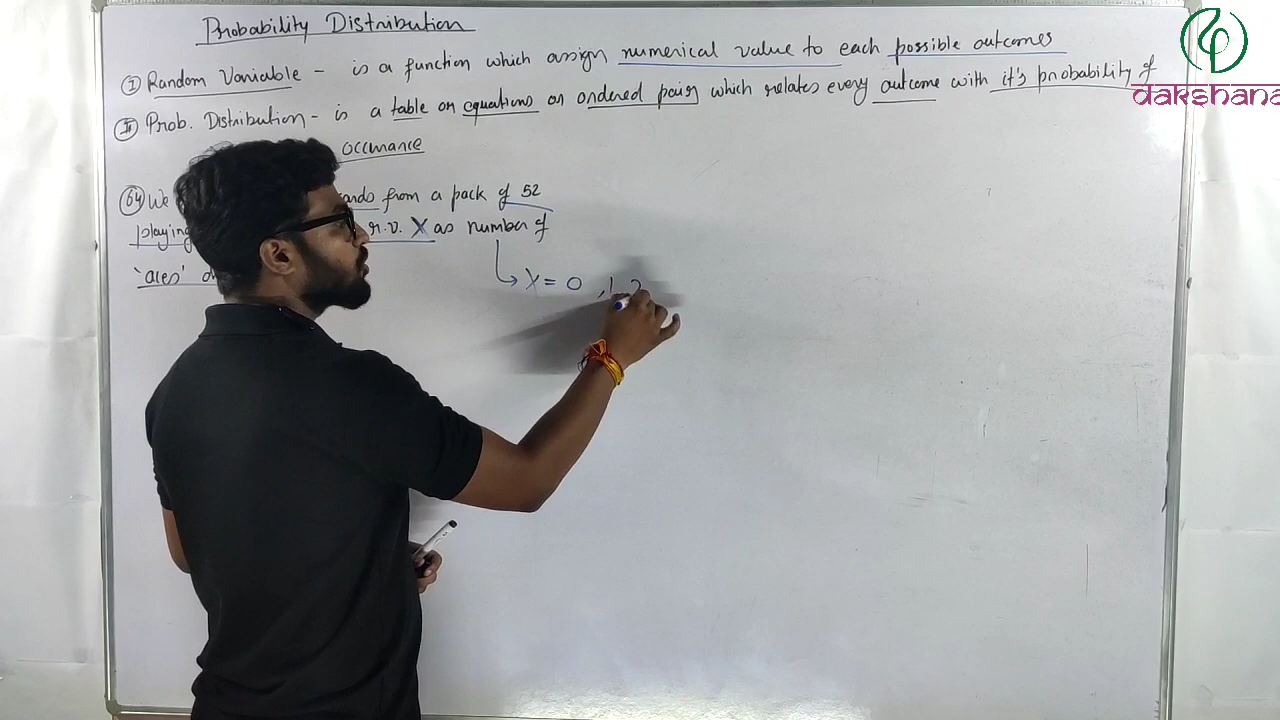 Probability Distribution
① Random Variable - is a function which assign numerical value to each possible outcomes
② Prob. Distribution - is a table or equations or ordered pairs which relates every outcome with it's probability of
occurance
64 We from a pack of 52
playing r.v. X as number of
'aces'
X = 0, 1, 2
dakshana